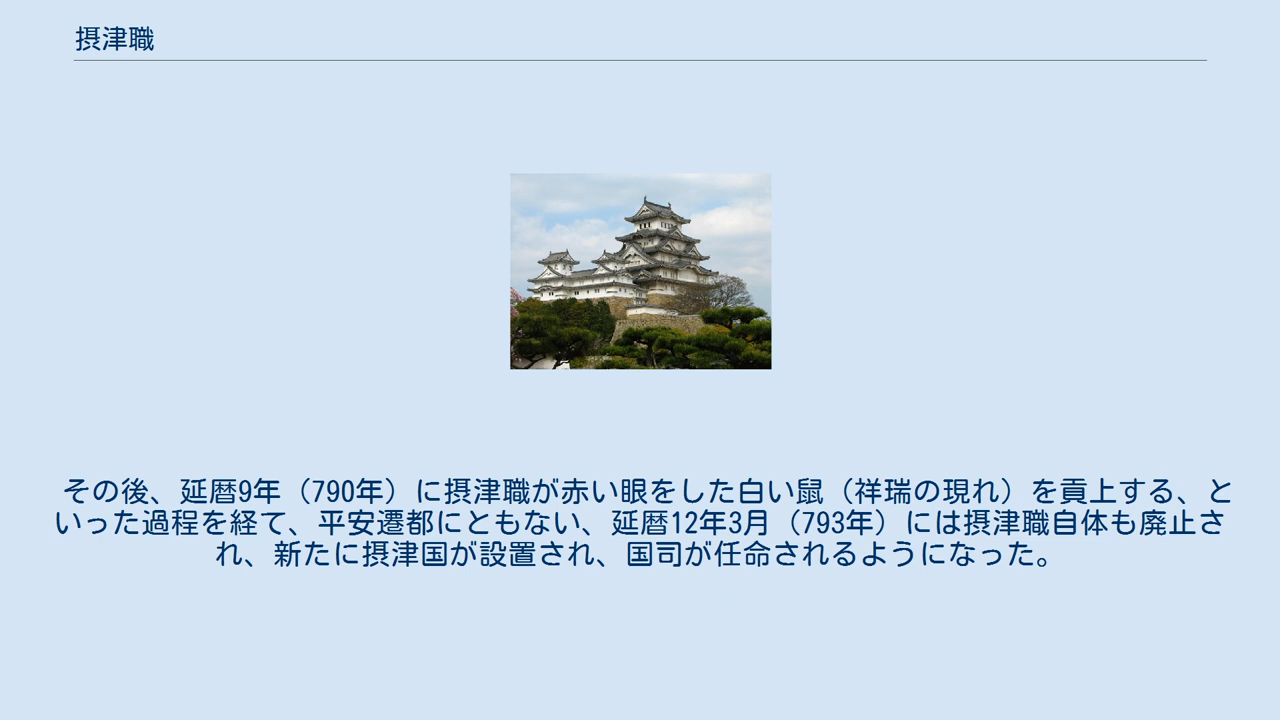 摂津職
その後、延暦9年（790年）に摂津職が赤い眼をした白い鼠（祥瑞の現れ）を貢上する、と
いった過程を経て、平安遷都にともない、延暦12年3月（793年）には摂津職自体も廃止さ
れ、新たに摂津国が設置され、国司が任命されるようになった。